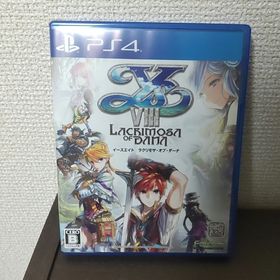 PS4
Ys
VIII
LACRIMOSA
OF DANA
イースエイト ラクリモサ・オブ・ダーナ
CERO
B